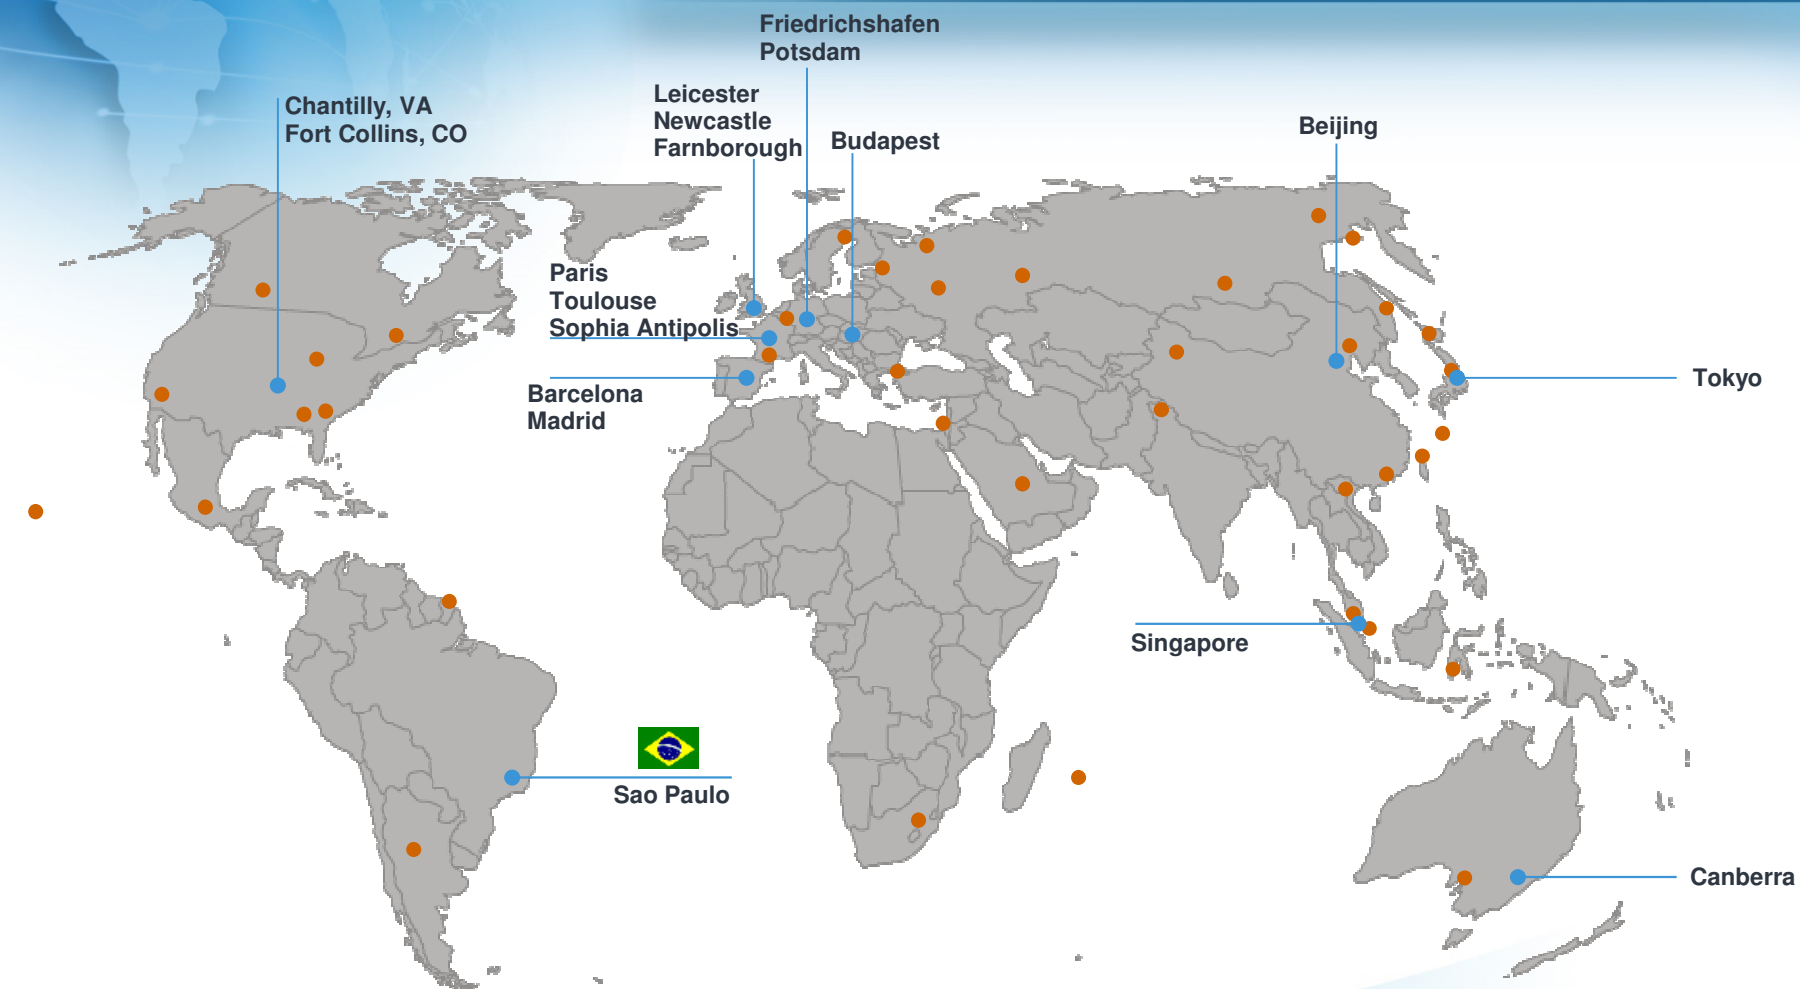 Friedrichshafen
Potsdam
Leicester
Newcastle
Farnborough
Chantilly, VA
Fort Collins, CO
Budapest
Beijing
Paris
Toulouse
Sophia Antipolis
Barcelona
Madrid
Tokyo
Singapore
Sao Paulo
Canberra